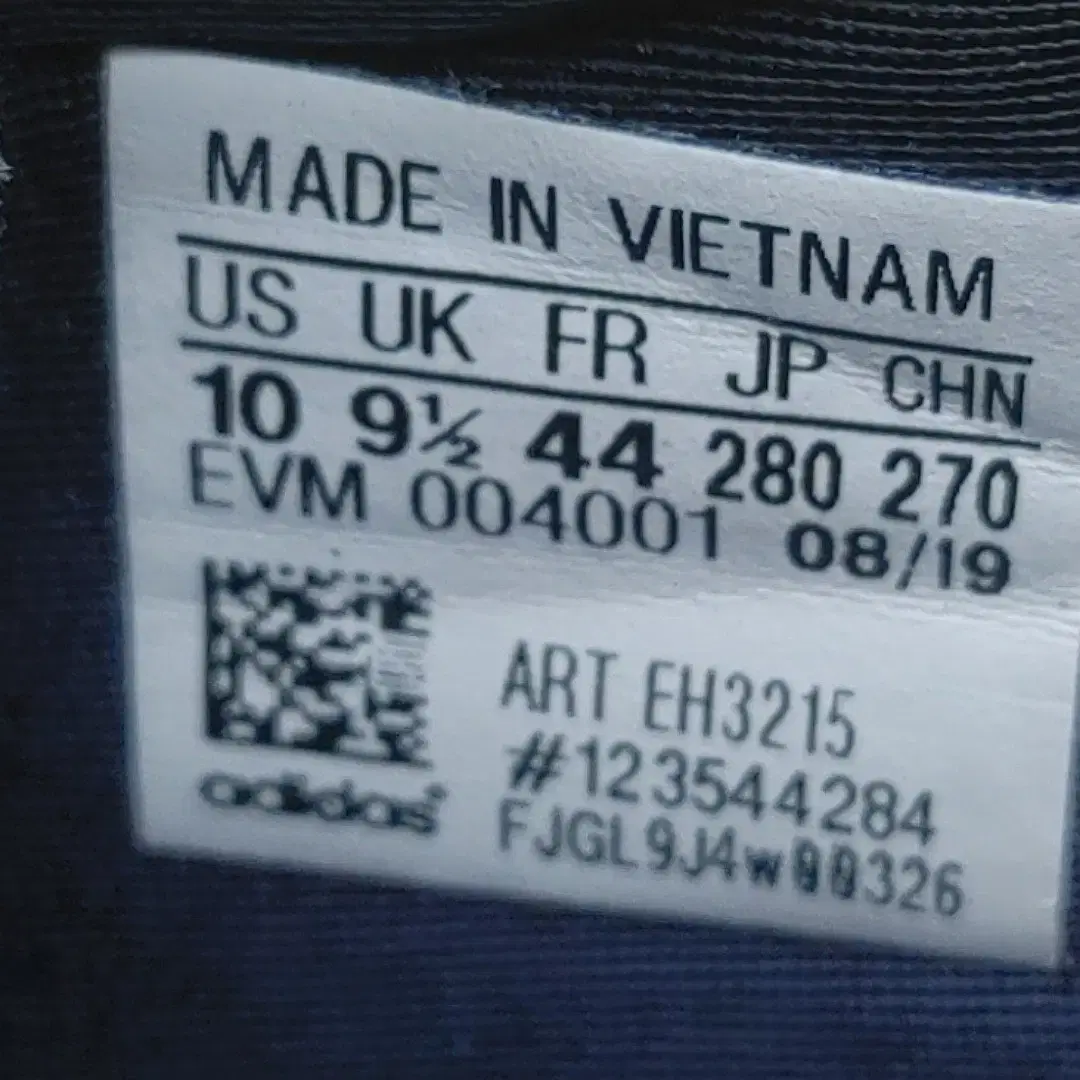 MADE IN VIETNAM
US UK FR JP CHN
10 9½ 44 280 270
EVM 004001 08/19
ART EH3215
#123544284
adidas
FJGL9J4w00326